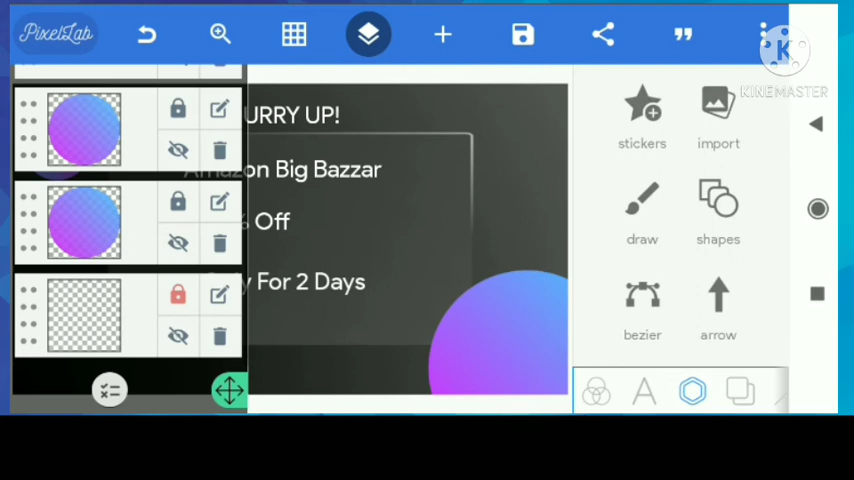 PixelLab
KINEMASTER
URRY UP!
Amazon Big Bazzar
% Off
y For 2 Days
stickers
import
draw
shapes
bezier
arrow